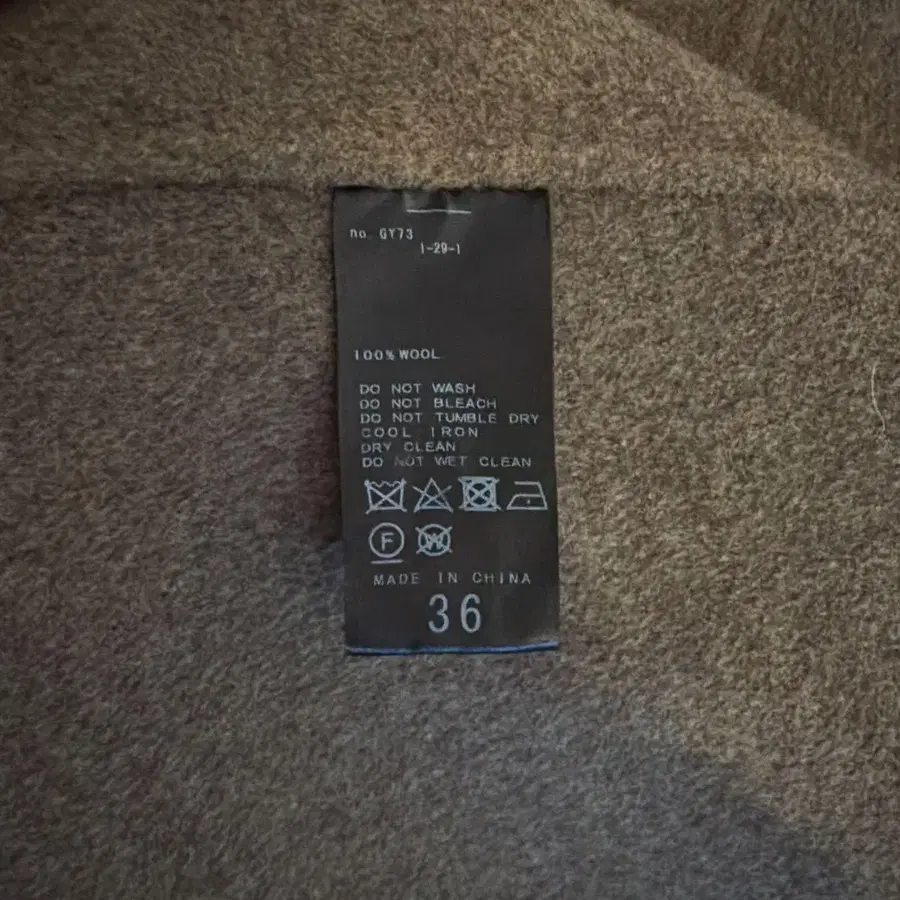 no. GY73
1-29-1
100% WOOL
DO NOT WASH
DO NOT BLEACH
DO NOT TUMBLE DRY
COOL IRON
DRY CLEAN
DO NOT WET CLEAN
F W
MADE IN CHINA
36